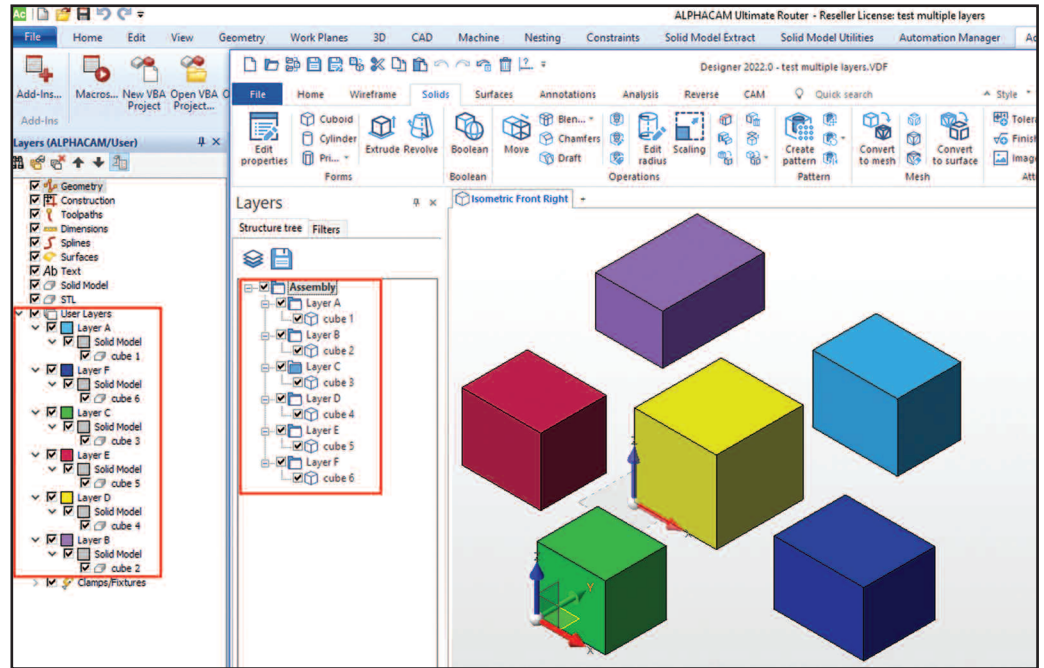 ALPHACAM Ultimate Router - Reseller License: test multiple layers
File Home Edit View Geometry Work Planes 3D CAD Machine Nesting Constraints Solid Model Extract Solid Model Utilities Automation Manager
Add-Ins... Macros... New VBA Project Open VBA Project...
Add-Ins
Designer 2022.0 - test multiple layers.VDF
File Home Wireframe Solids Surfaces Annotations Analysis Reverse CAM Quick search Style
Edit properties
Cuboid
Cylinder
Pri...
Extrude Revolve
Forms
Boolean
Boolean
Move
Blen...
Chamfers
Draft
Edit radius
Scaling
Operations
Create pattern
Pattern
Convert to mesh
Convert to surface
Mesh
Layers (ALPHACAM/User)
Geometry
Construction
Toolpaths
Dimensions
Splines
Surfaces
Ab Text
Solid Model
STL
User Layers
Layer A
Solid Model
cube 1
Layer F
Solid Model
cube 6
Layer C
Solid Model
cube 3
Layer E
Solid Model
cube 5
Layer D
Solid Model
cube 4
Layer B
Solid Model
cube 2
Clamps/Fixtures
Layers
Structure tree Filters
Assembly
Layer A
cube 1
Layer B
cube 2
Layer C
cube 3
Layer D
cube 4
Layer E
cube 5
Layer F
cube 6
Isometric Front Right
Z
X
Z
Y
X